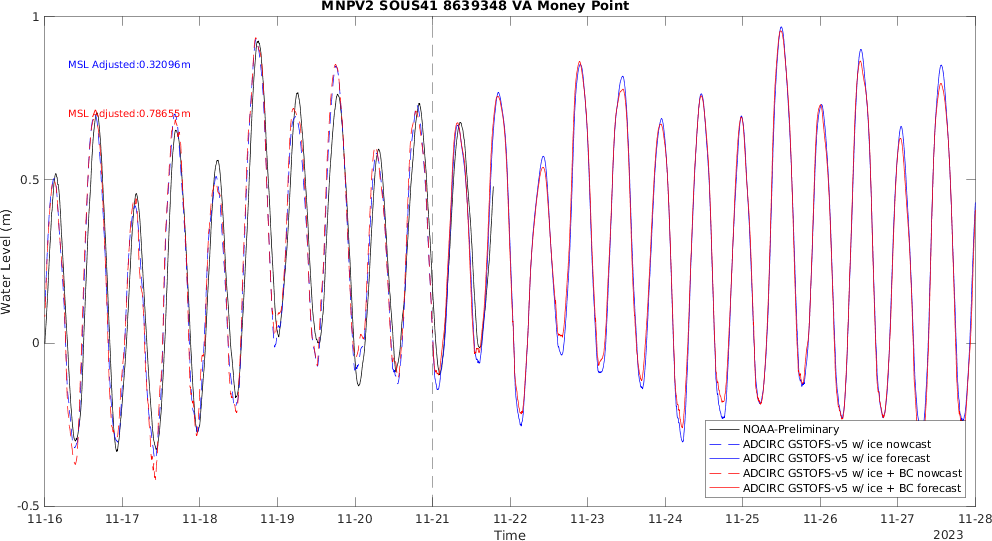 MNPV2 SOUS41 8639348 VA Money Point
1
MSL Adjusted:0.32096m
MSL Adjusted:0.78655m
0.5
Water Level (m)
0
NOAA-Preliminary
ADCIRC GSTOFS-v5 w/ ice nowcast
ADCIRC GSTOFS-v5 w/ ice forecast
ADCIRC GSTOFS-v5 w/ ice + BC nowcast
ADCIRC GSTOFS-v5 w/ ice + BC forecast
-0.5
11-16 11-17 11-18 11-19 11-20 11-21 11-22 11-23 11-24 11-25 11-26 11-27 11-28
Time 2023